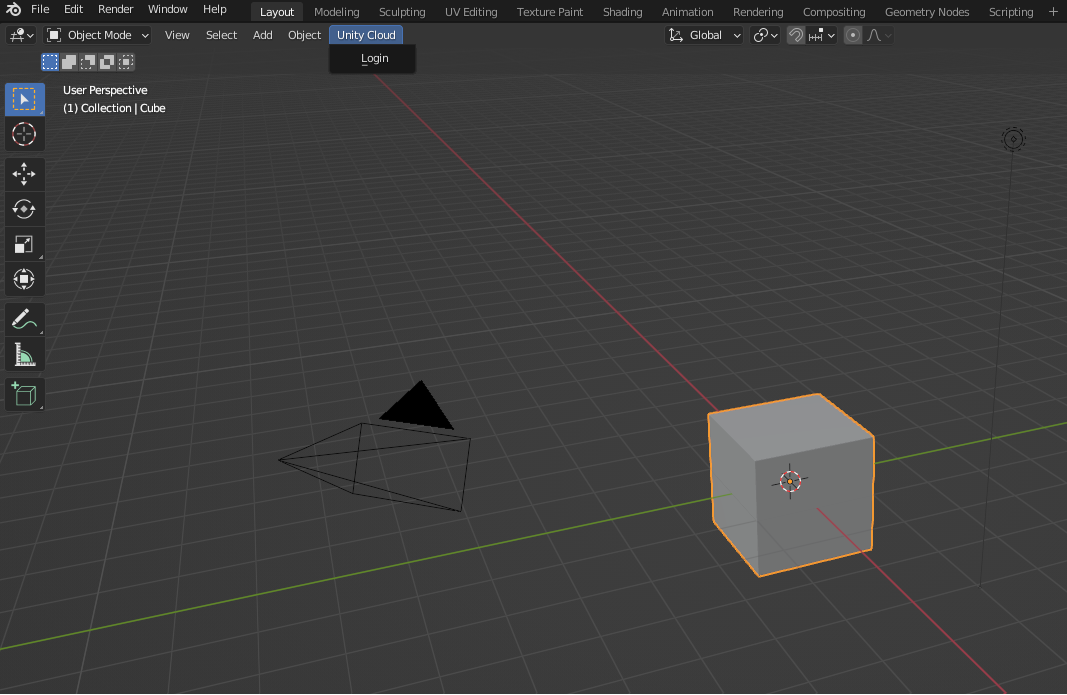 File Edit Render Window Help Layout Modeling Sculpting UV Editing Texture Paint Shading Animation Rendering Compositing Geometry Nodes Scripting +
Object Mode View Select Add Object Unity Cloud Global
Login
User Perspective
(1) Collection | Cube